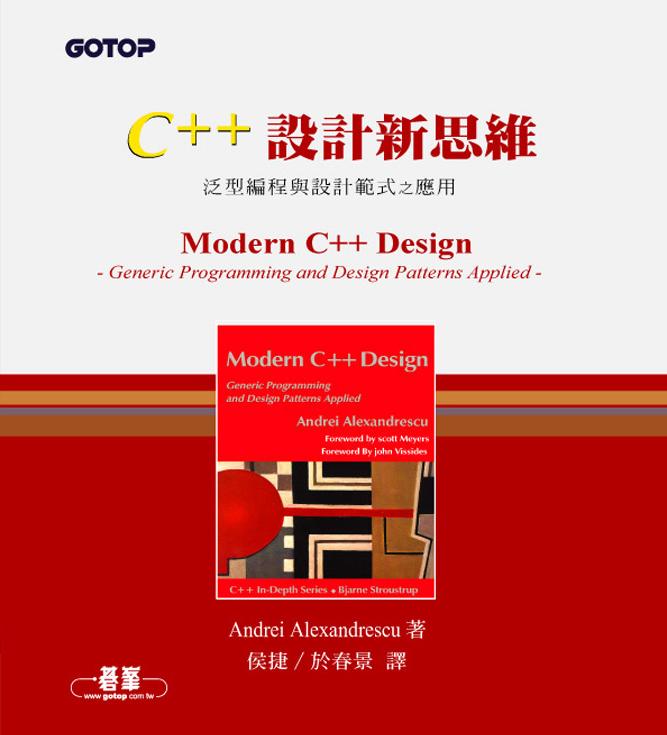 GOTOP
C++ 設計新思維
泛型編程與設計範式之應用
Modern C++ Design
- Generic Programming and Design Patterns Applied -
Modern C++ Design
Generic Programming
and Design Patterns Applied
Andrei Alexandrescu
Foreword by scott Meyers
Foreword By john Vissides
C++ In-Depth Series ◆ Bjarne Stroustrup
Andrei Alexandrescu 著
侯捷 / 於春景 譯
碁峯
www.gotop.com.tw